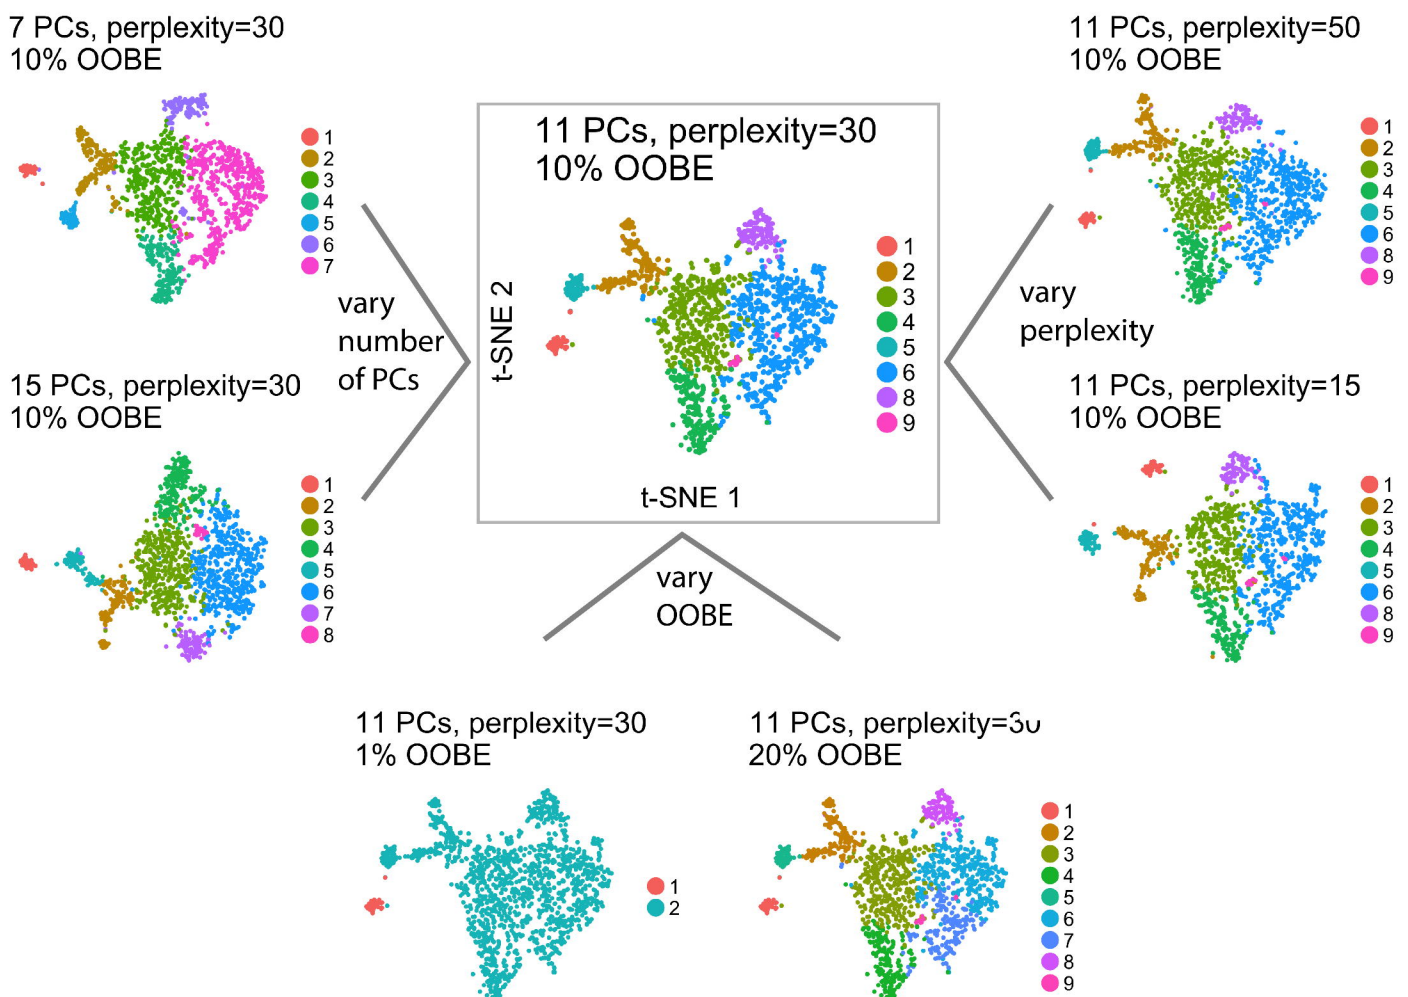 7 PCs, perplexity=30
10% OOBE
1
2
3
4
5
6
7
vary
number
of PCs
15 PCs, perplexity=30
10% OOBE
1
2
3
4
5
6
7
8
11 PCs, perplexity=30
10% OOBE
t-SNE 2
t-SNE 1
1
2
3
4
5
6
8
9
11 PCs, perplexity=50
10% OOBE
1
2
3
4
5
6
8
9
vary
perplexity
11 PCs, perplexity=15
10% OOBE
1
2
3
4
5
6
8
9
vary
OOBE
11 PCs, perplexity=30
1% OOBE
1
2
11 PCs, perplexity=30
20% OOBE
1
2
3
4
5
6
7
8
9